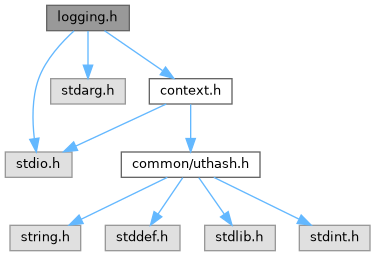 logging.h
stdarg.h
context.h
stdio.h
common/uthash.h
string.h
stddef.h
stdlib.h
stdint.h